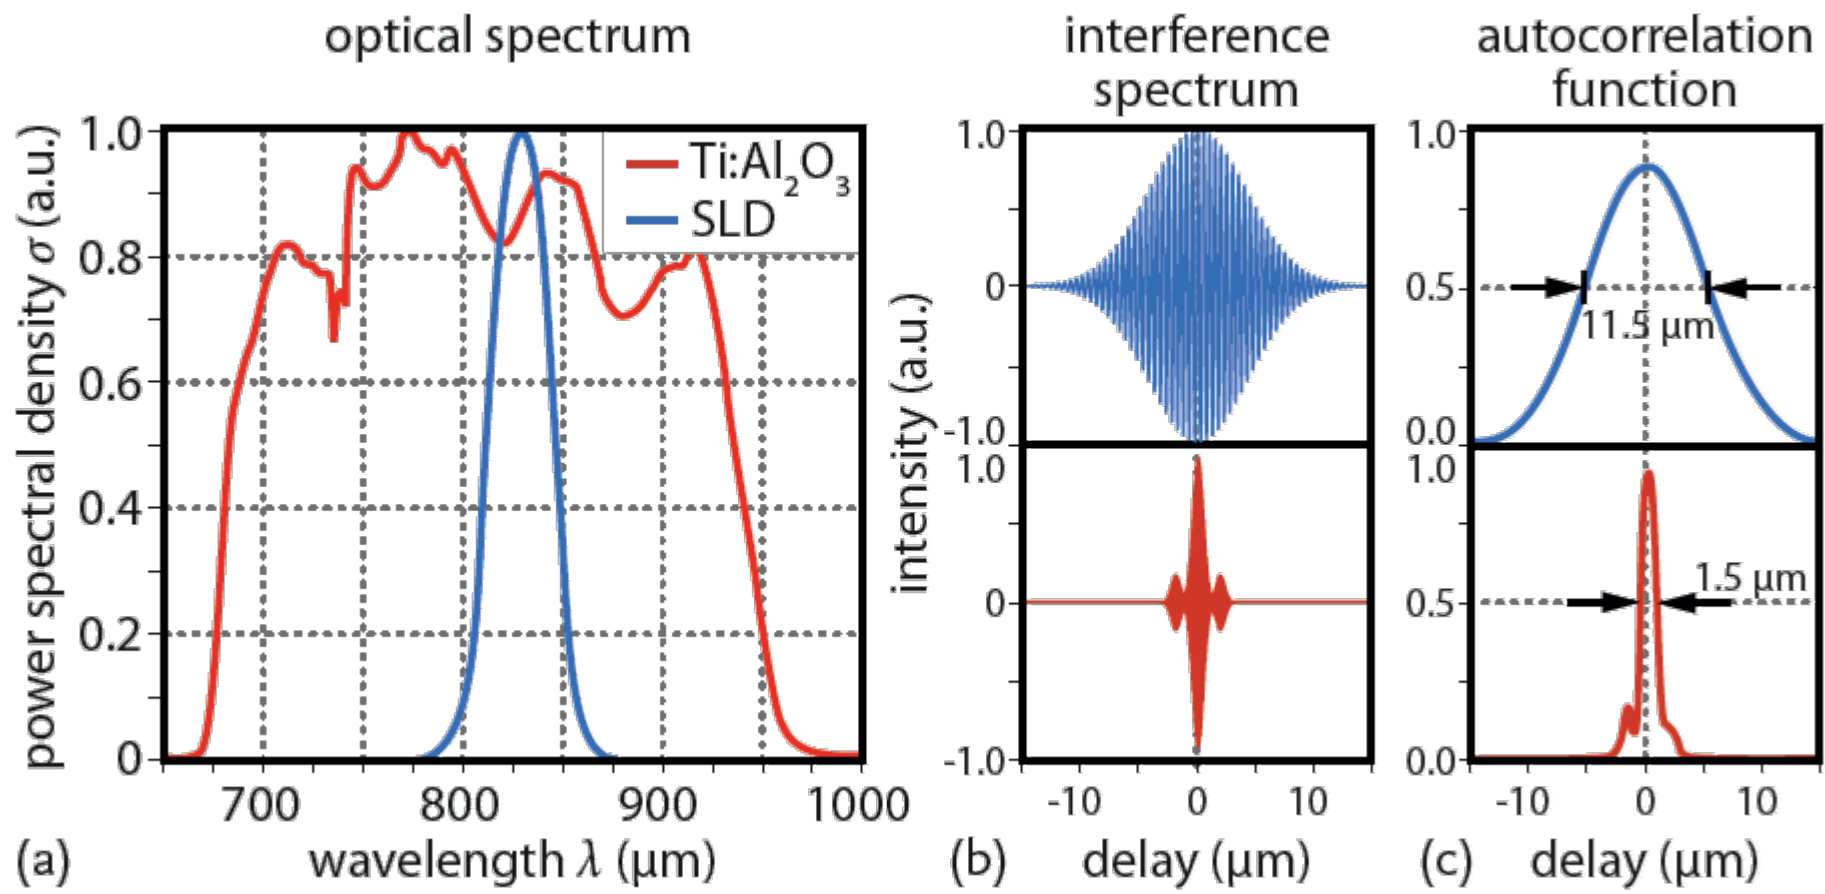 optical spectrum
interference
spectrum
autocorrelation
function
power spectral density σ (a.u.)
1.0
0.8
0.6
0.4
0.2
0
Ti:Al₂O₃
SLD
700
800
900
1000
(a)
wavelength λ (μm)
intensity (a.u.)
1.0
0
-1.0
1.0
0
-1.0
-10
0
10
(b)
delay (μm)
1.0
0.5
0.0
11.5 μm
1.0
0.5
0.0
1.5 μm
-10
0
10
(c)
delay (μm)